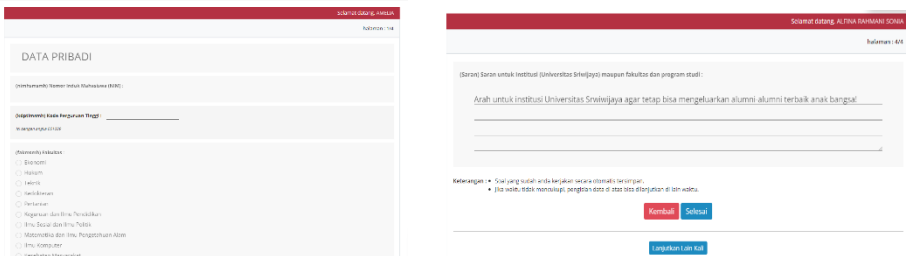 Selamat datang, AMELIA
halaman : 1/4
DATA PRIBADI
(nimhsmsmh) Nomor Induk Mahasiswa (NIM) :
Kode Perguruan Tinggi :
(fakmsmh) Fakultas :
Ekonomi
Hukum
Teknik
Kedokteran
Pertanian
Keguruan dan Ilmu Pendidikan
Ilmu Sosial dan Ilmu Politik
Matematika dan Ilmu Pengetahuan Alam
Ilmu Komputer
Kesehatan Masyarakat
Selamat datang, ALFINA RAHMANI SONIA
halaman : 4/4
(Saran) Saran untuk institusi (Universitas Sriwijaya) maupun fakultas dan program studi :
Arah untuk institusi Universitas Srwiwijaya agar tetap bisa mengeluarkan alumni-alumni terbaik anak bangsa!
Keterangan : • Soal yang sudah anda kerjakan secara otomatis tersimpan.
• Jika waktu tidak mencukupi, pengisian data di atas bisa dilanjutkan di lain waktu.
Kembali Selesai
Lanjutkan Lain Kali